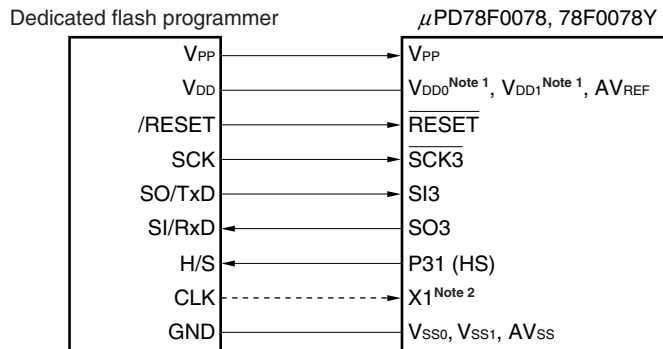 Dedicated flash programmer μPD78F0078, 78F0078Y
VPP VPP
VDD VDD0Note 1, VDD1Note 1, AVREF
/RESET RESET
SCK SCK3
SO/TxD SI3
SI/RxD SO3
H/S P31 (HS)
CLK X1Note 2
GND VSS0, VSS1, AVSS